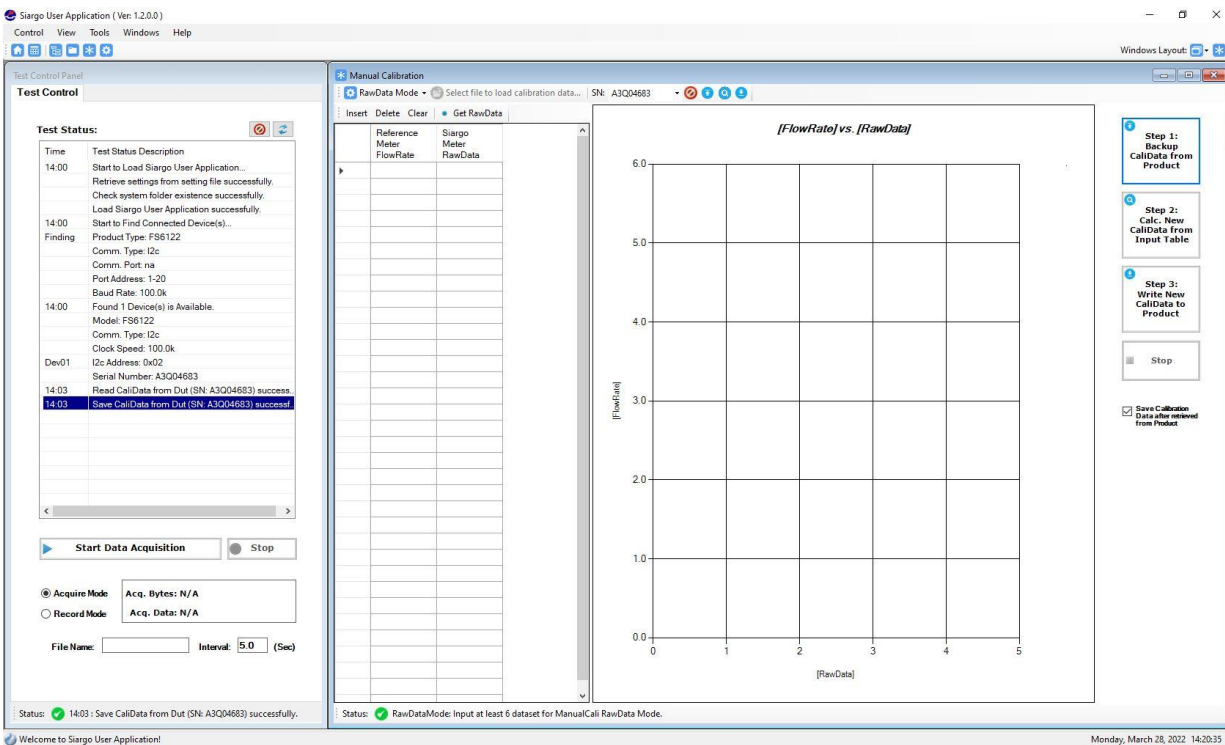 Siargo User Application ( Ver: 1.2.0.0 )
Control View Tools Windows Help
Windows Layout:
Test Control Panel
Test Control
Test Status:
Time Test Status Description
14:00 Start to Load Siargo User Application...
Retrieve settings from setting file successfully.
Check system folder existence successfully.
Load Siargo User Application successfully.
14:00 Start to Find Connected Device(s)...
Finding Product Type: FS6122
Comm. Type: I2c
Comm. Port: na
Port Address: 1-20
Baud Rate: 100.0k
14:00 Found 1 Device(s) is Available.
Model: FS6122
Comm. Type: I2c
Clock Speed: 100.0k
Dev01 I2c Address: 0x02
Serial Number: A3Q04683
14:03 Read CaliData from Dut (SN: A3Q04683) success.
14:03 Save CaliData from Dut (SN: A3Q04683) successf.
Start Data Acquisition Stop
Acquire Mode
Record Mode
Acq. Bytes: N/A
Acq. Data: N/A
File Name: Interval: 5.0 (Sec)
Status: 14:03 : Save CaliData from Dut (SN: A3Q04683) successfully.
Manual Calibration
RawData Mode Select file to load calibration data... SN: A3Q04683
Insert Delete Clear Get RawData
Reference
Meter
FlowRate
Siargo
Meter
RawData
[FlowRate] vs. [RawData]
6.0
5.0
4.0
3.0
2.0
1.0
0.0
[FlowRate]
0 1 2 3 4 5
[RawData]
Step 1:
Backup
CaliData from
Product
Step 2:
Calc. New
CaliData from
Input Table
Step 3:
Write New
CaliData to
Product
Stop
Save Calibration
Data after retrieved
from Product
Status: RawDataMode: Input at least 6 dataset for ManualCali RawData Mode.
Welcome to Siargo User Application!
Monday, March 28, 2022 14:20:35